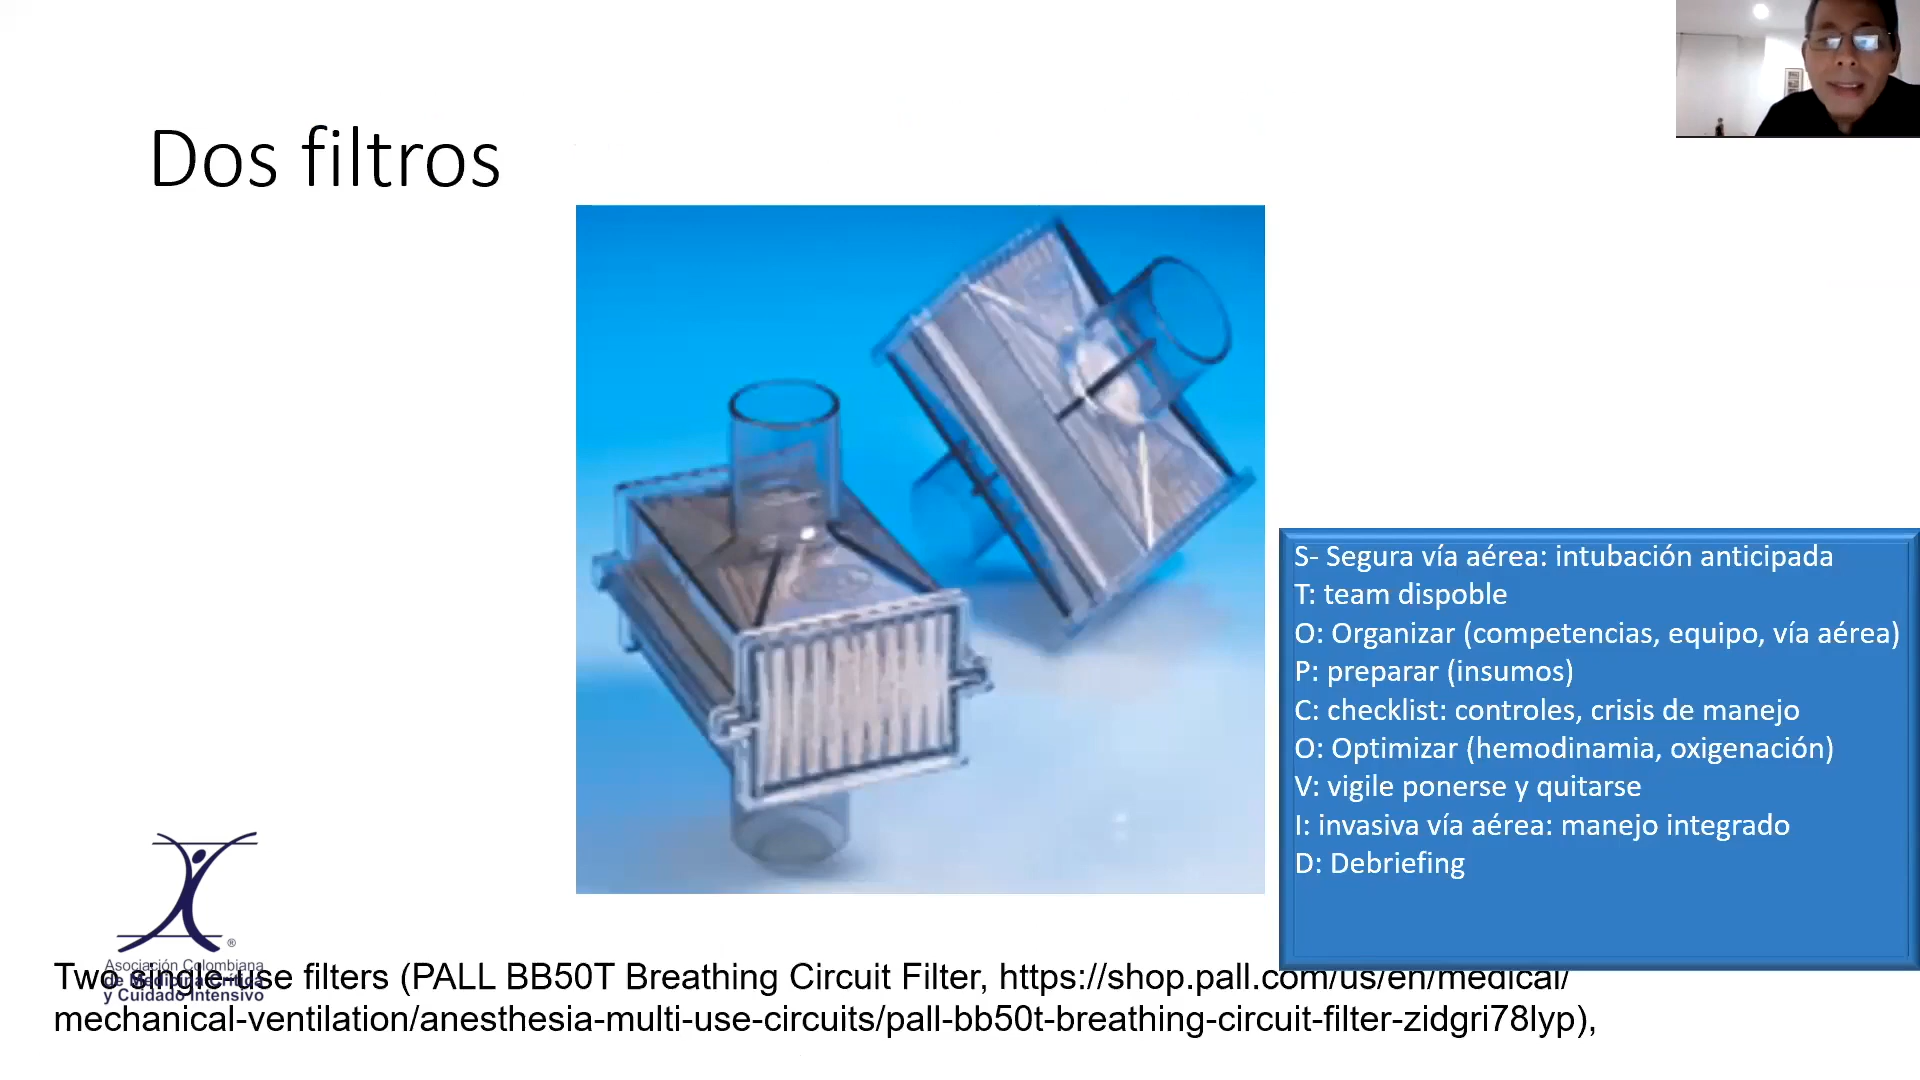 Dos filtros
S- Segura vía aérea: intubación anticipada
T: team dispoble
O: Organizar (competencias, equipo, vía aérea)
P: preparar (insumos)
C: checklist: controles, crisis de manejo
O: Optimizar (hemodinamia, oxigenación)
V: vigile ponerse y quitarse
I: invasiva vía aérea: manejo integrado
D: Debriefing
®
Asociación Colombiana
de Medicina Crítica
y Cuidado Intensivo
Two single-use filters (PALL BB50T Breathing Circuit Filter, https://shop.pall.com/us/en/medical/
mechanical-ventilation/anesthesia-multi-use-circuits/pall-bb50t-breathing-circuit-filter-zidgri78lyp),